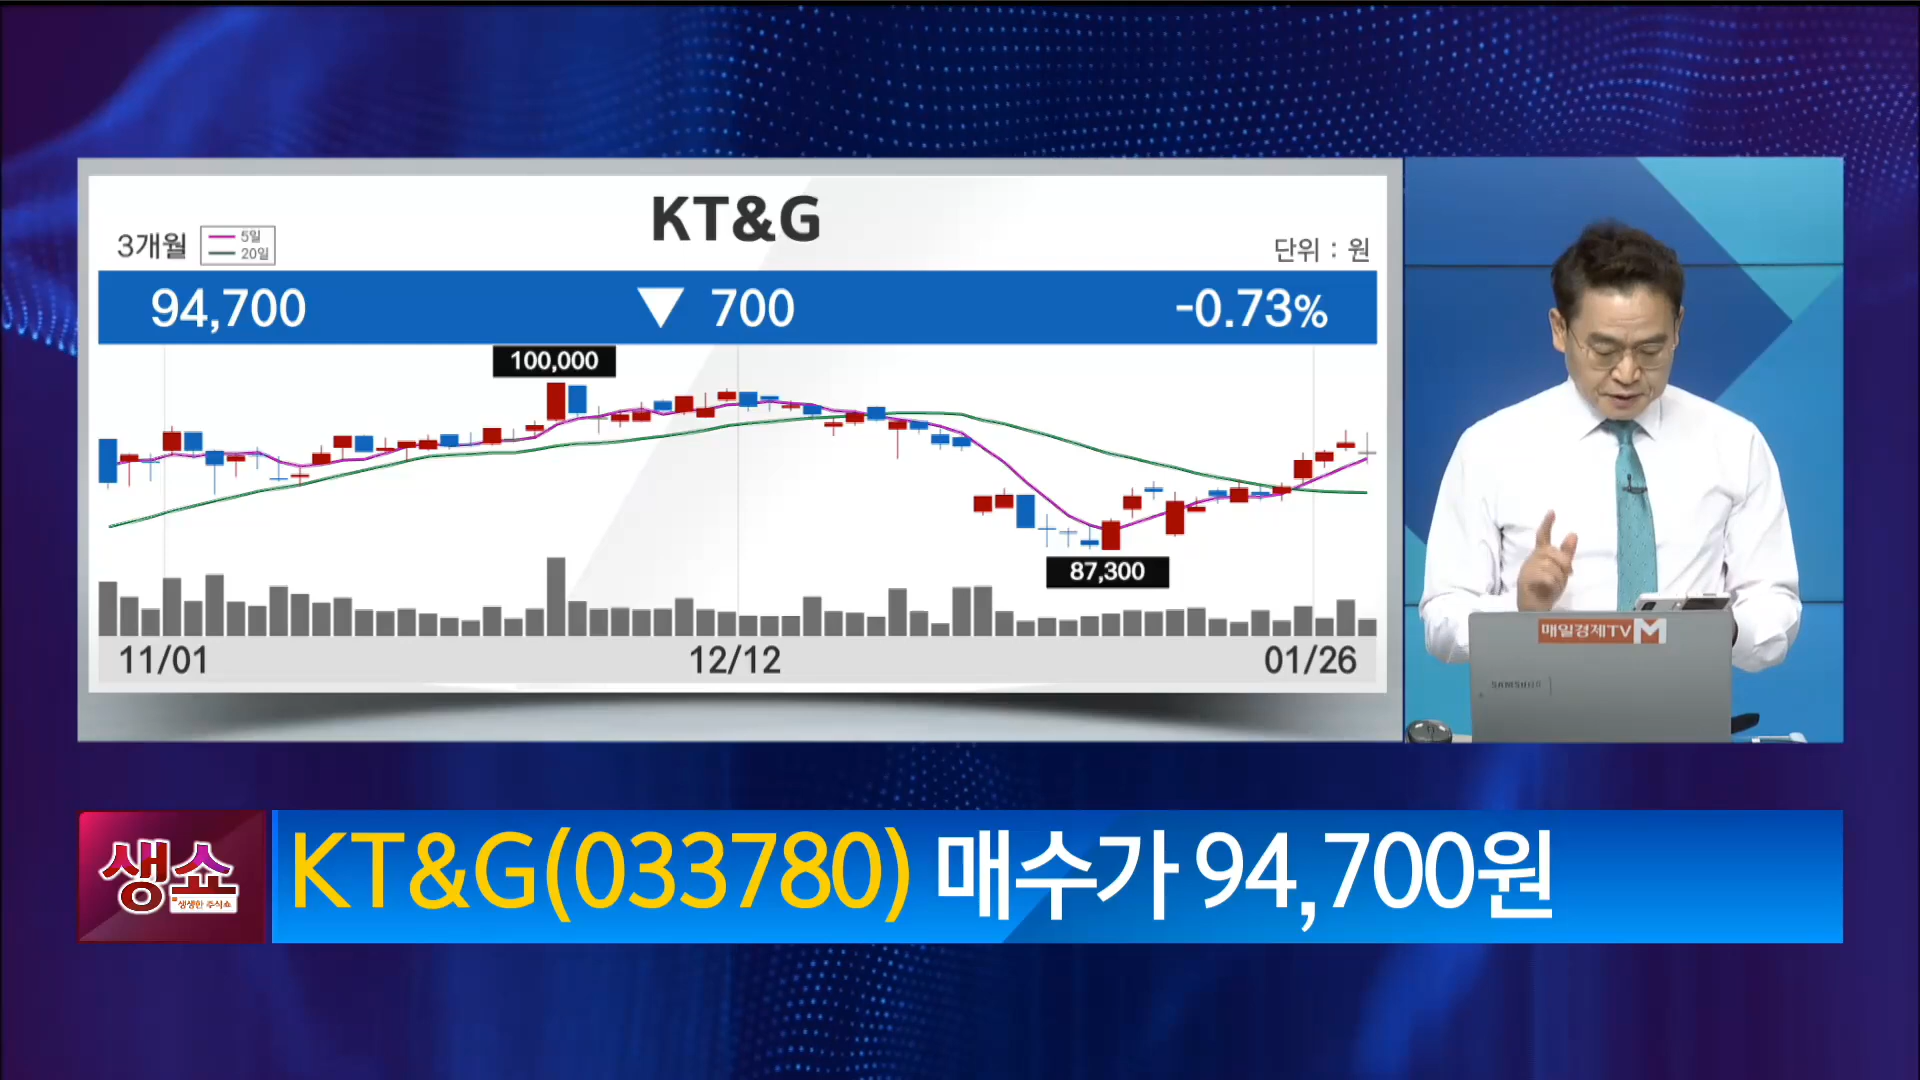 KT&G
3개월
5일
20일
단위 : 원
94,700 ▼ 700 -0.73%
100,000
87,300
11/01 12/12 01/26
매일경제TV M
SAMSUNG
생쇼
생생한 주식쇼
KT&G(033780) 매수가 94,700원